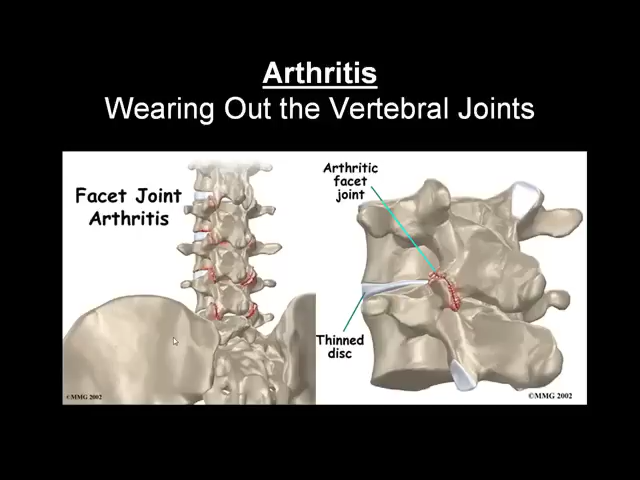 Arthritis
Wearing Out the Vertebral Joints
Facet Joint
Arthritis
©MMG 2002
Arthritic
facet
joint
Thinned
disc
©MMG 2002